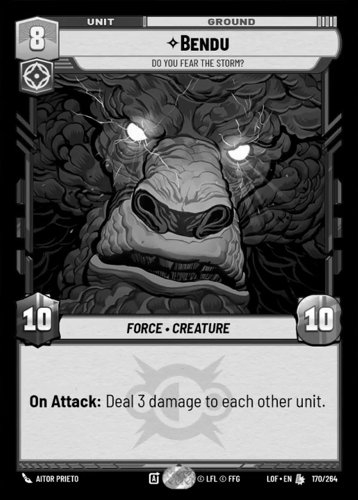 UNIT
GROUND
8
✧BENDU
DO YOU FEAR THE STORM?
10
10
FORCE • CREATURE
On Attack: Deal 3 damage to each other unit.
AITOR PRIETO
A
© LFL © FFG
LOF • EN
170/264